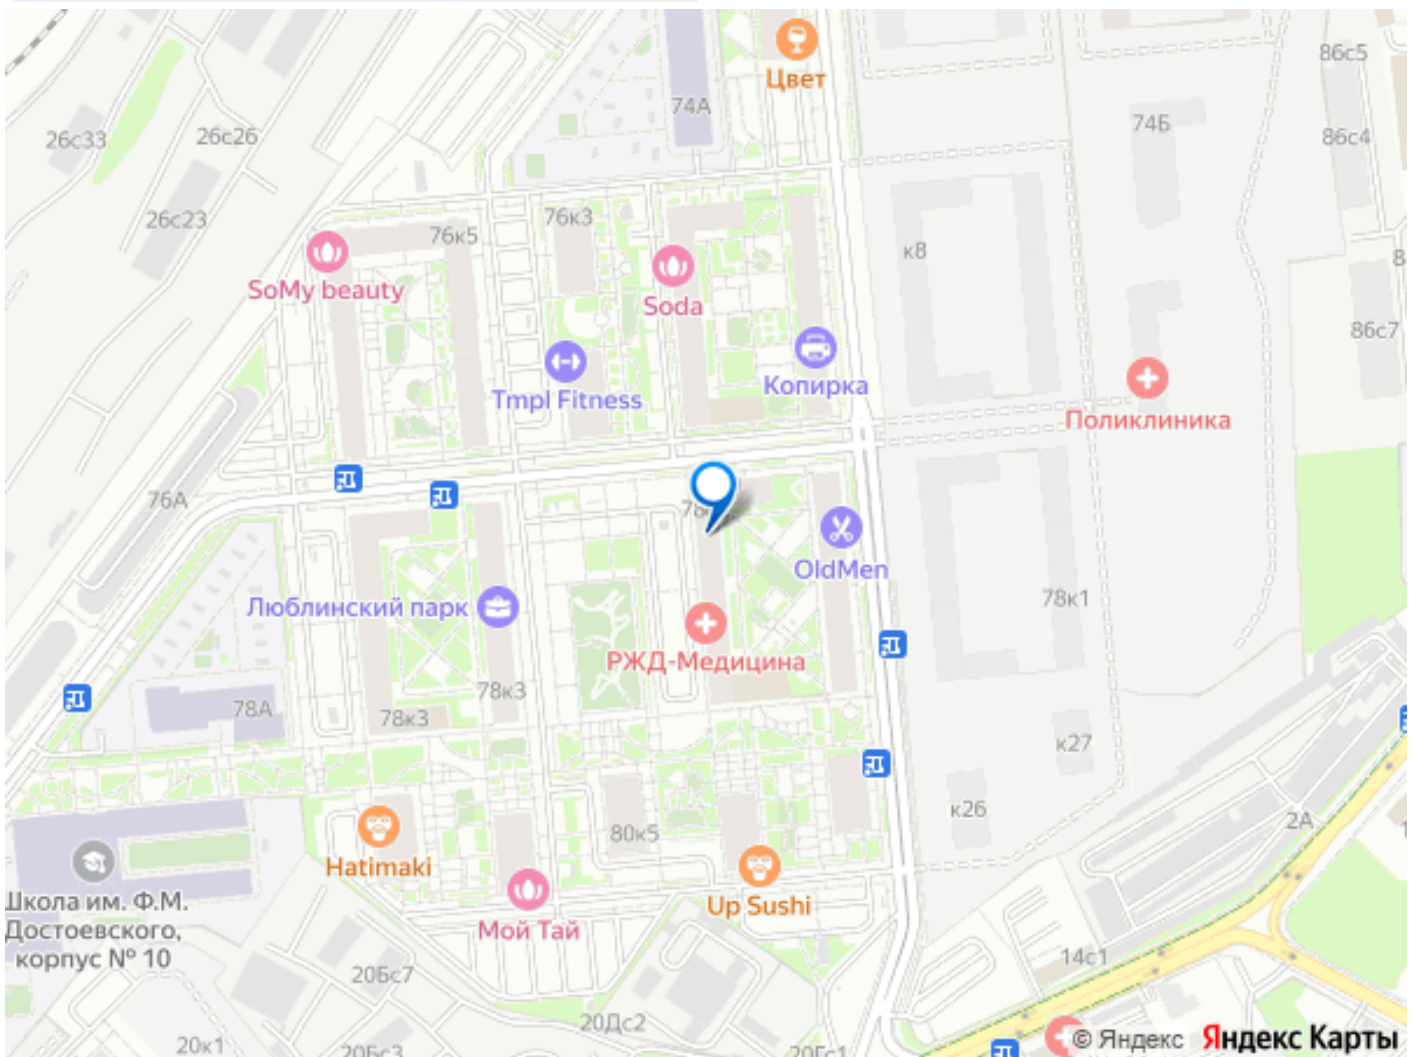 Цвет
86с5
74А
74Б
86с4
26с33
26с26
26с23
76к3
76к5
к8
SoMy beauty
Soda
86с7
Копирка
Tmpl Fitness
Поликлиника
76А
OldMen
78к1
Люблинский парк
РЖД-Медицина
78к3
78А
78к3
к27
к26
80к5
2А
Hatimaki
Школа им. Ф.М.
Достоевского,
корпус № 10
Up Sushi
Мой Тай
14с1
20Бс7
20Дс2
20к1
20Бс3
20Гс1
© Яндекс Яндекс Карты